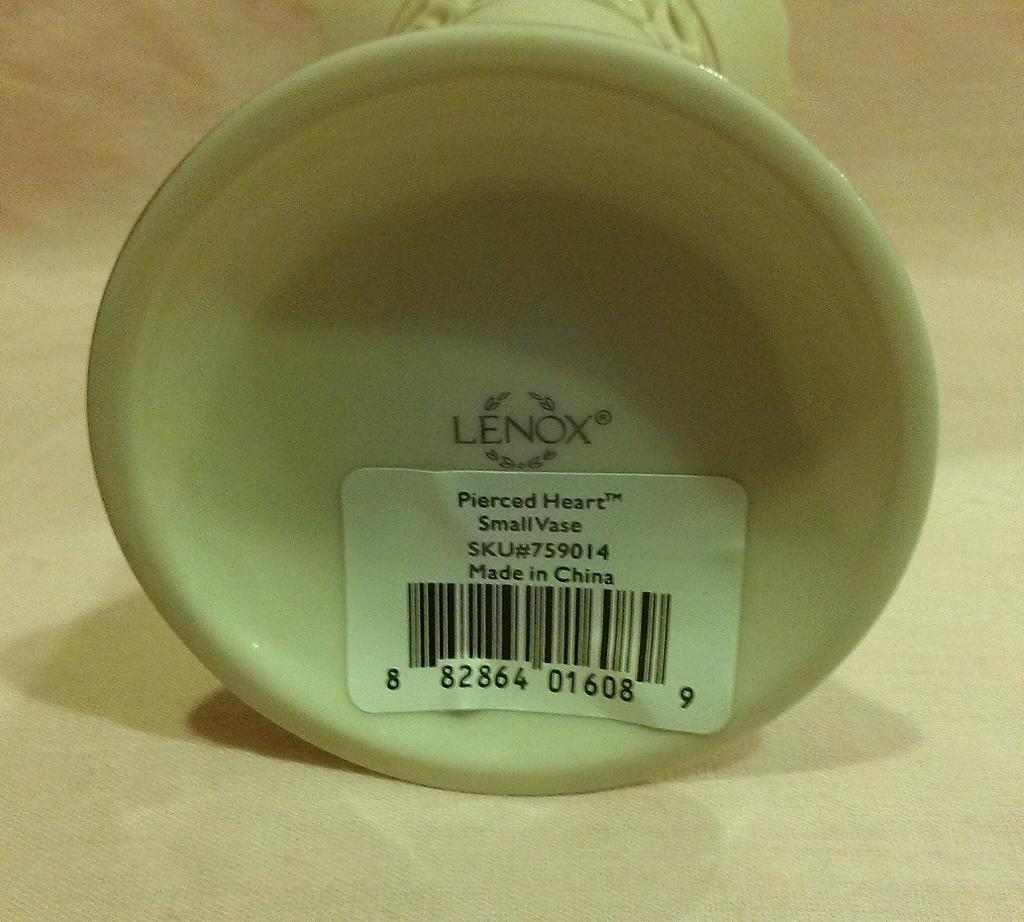 LENOX®
Pierced Heart™
Small Vase
SKU#759014
Made in China
8 82864 01608 9